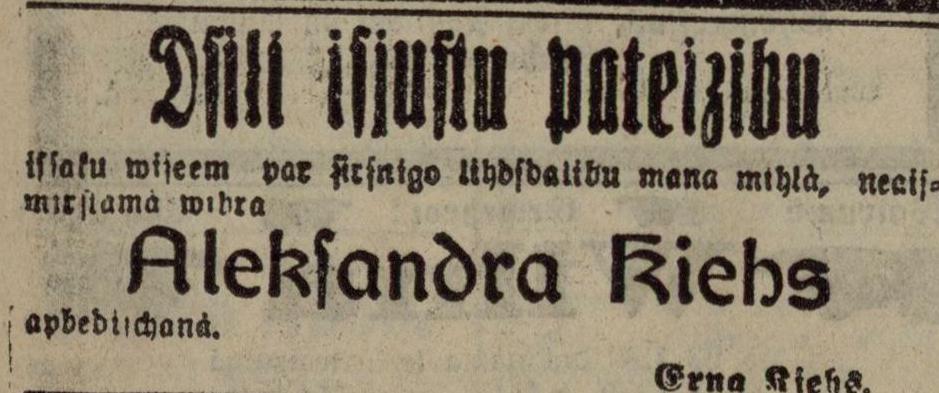 Dsili isjustu pateizibu
issaku wiseem par sirsnigo lihdsdalibu mana mihlà, neais-
mirstamà wihra
Aleksandra Kiehs
apbedischanà.
Erna Kiehs.